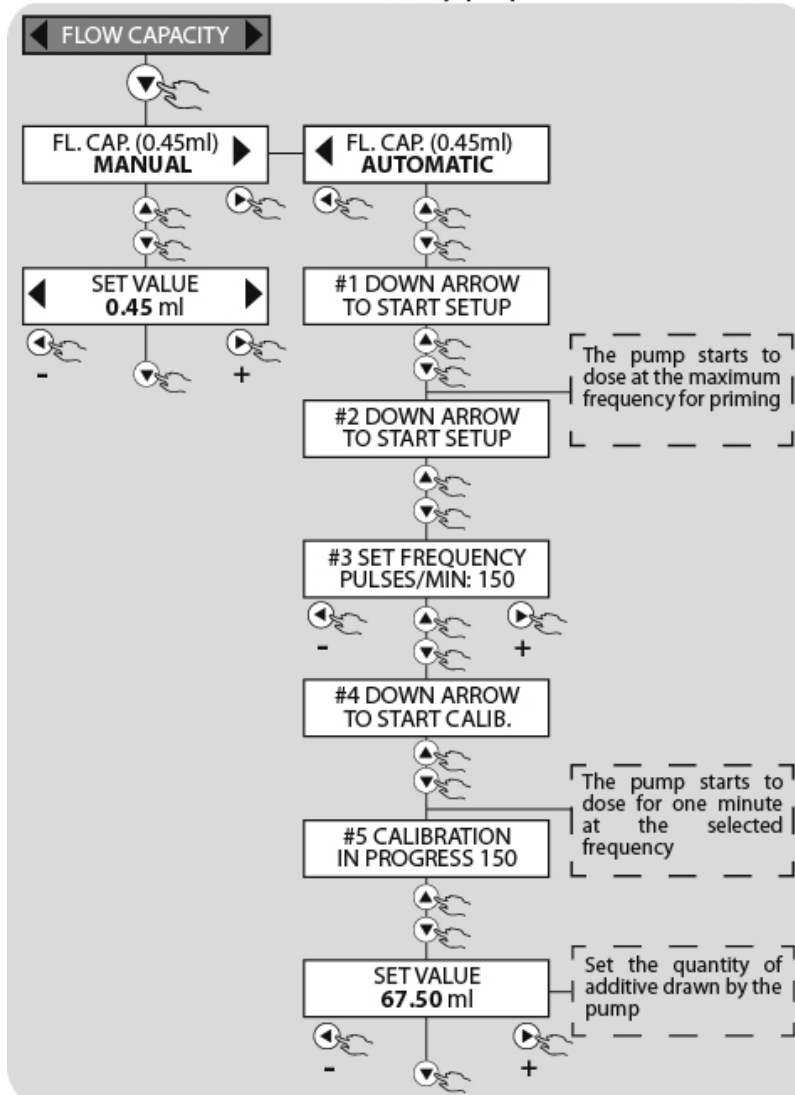 FLOW CAPACITY
FL. CAP. (0.45ml)
MANUAL
FL. CAP. (0.45ml)
AUTOMATIC
SET VALUE
0.45 ml
-
+
#1 DOWN ARROW
TO START SETUP
The pump starts to
dose at the maximum
frequency for priming
#2 DOWN ARROW
TO START SETUP
#3 SET FREQUENCY
PULSES/MIN: 150
-
+
#4 DOWN ARROW
TO START CALIB.
The pump starts to
dose for one minute
at the selected
frequency
#5 CALIBRATION
IN PROGRESS 150
SET VALUE
67.50 ml
Set the quantity of
additive drawn by the
pump
-
+